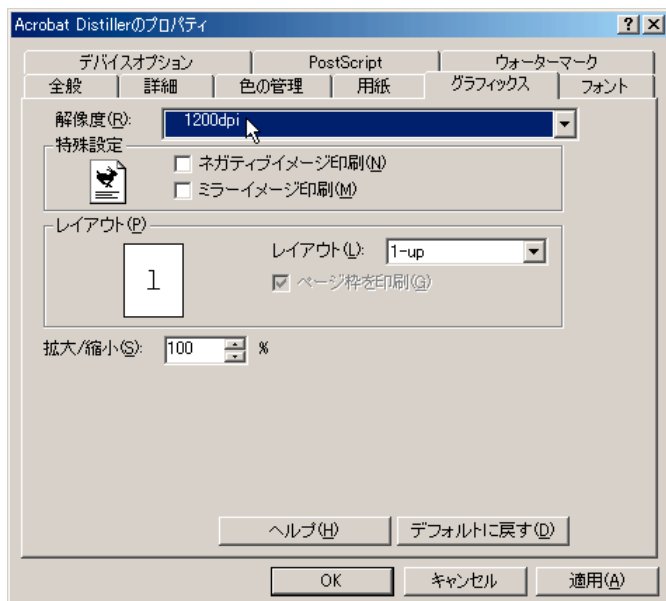 Acrobat Distillerのプロパティ
デバイスオプション PostScript ウォーターマーク
全般 詳細 色の管理 用紙 グラフィックス フォント
解像度(R): 1200dpi
特殊設定
ネガティブイメージ印刷(N)
ミラーイメージ印刷(M)
レイアウト(P)
1
レイアウト(L): 1-up
ページ枠を印刷(G)
拡大/縮小(S): 100 %
ヘルプ(H) デフォルトに戻す(D)
OK キャンセル 適用(A)